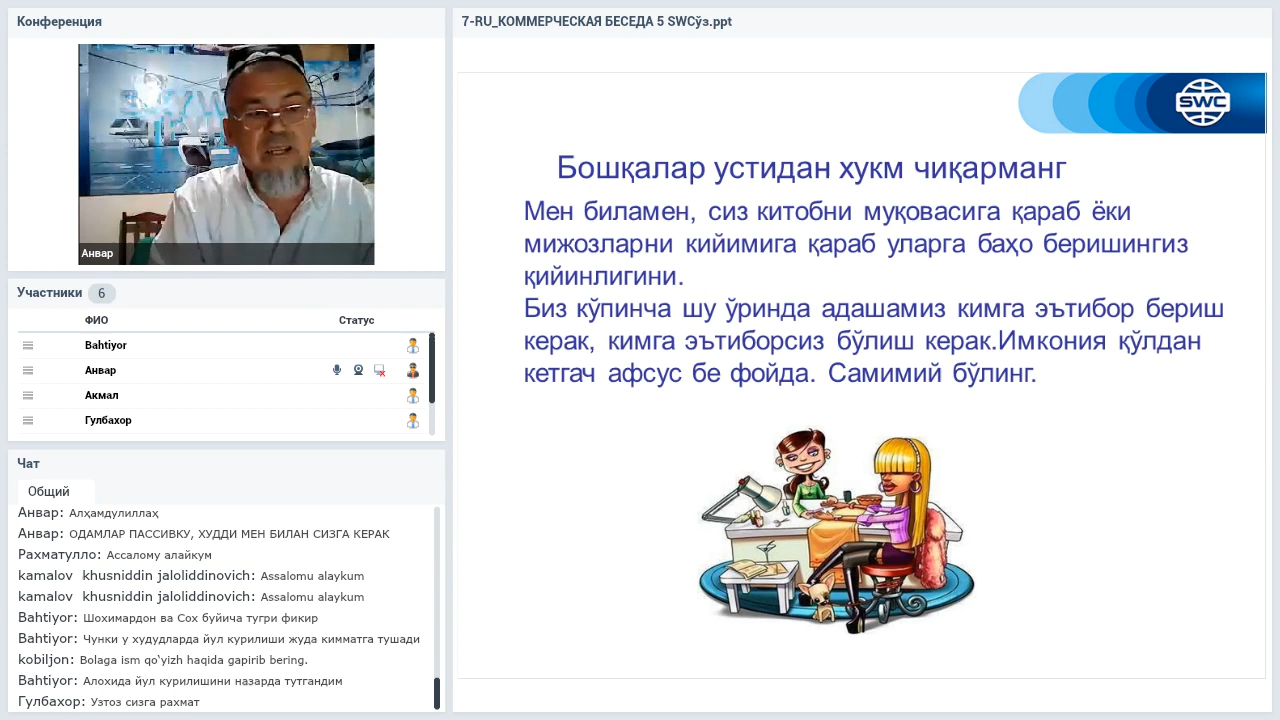 Конференция
Анвар
Участники 6
ФИО Статус
Bahtiyor
Анвар
Акмал
Гулбахор
Чат
Общий
Анвар: Алҳамдулиллаҳ
Анвар: ОДАМЛАР ПАССИВКУ, ХУДДИ МЕН БИЛАН СИЗГА КЕРАК
Рахматулло: Ассалому алайкум
kamalov khusniddin jaloliddinovich: Assalomu alaykum
kamalov khusniddin jaloliddinovich: Assalomu alaykum
Bahtiyor: Шохимардон ва Сох буйича тугри фикир
Bahtiyor: Чунки у худудларда йул курилиши жуда кимматга тушади
kobiljon: Bolaga ism qo`yizh haqida gapirib bering.
Bahtiyor: Алохида йул курилишини назарда тутгандим
Гулбахор: Узтоз сизга рахмат
7-RU_КОММЕРЧЕСКАЯ БЕСЕДА 5 SWCўз.ppt
SWC
Бошқалар устидан хукм чиқарманг
Мен биламен, сиз китобни муқовасига қараб ёки
мижозларни кийимига қараб уларга баҳо беришингиз
қийинлигини.
Биз кўпинча шу ўринда адашамиз кимга эътибор бериш
керак, кимга эътиборсиз бўлиш керак.Имкония қўлдан
кетгач афсус бе фойда. Самимий бўлинг.